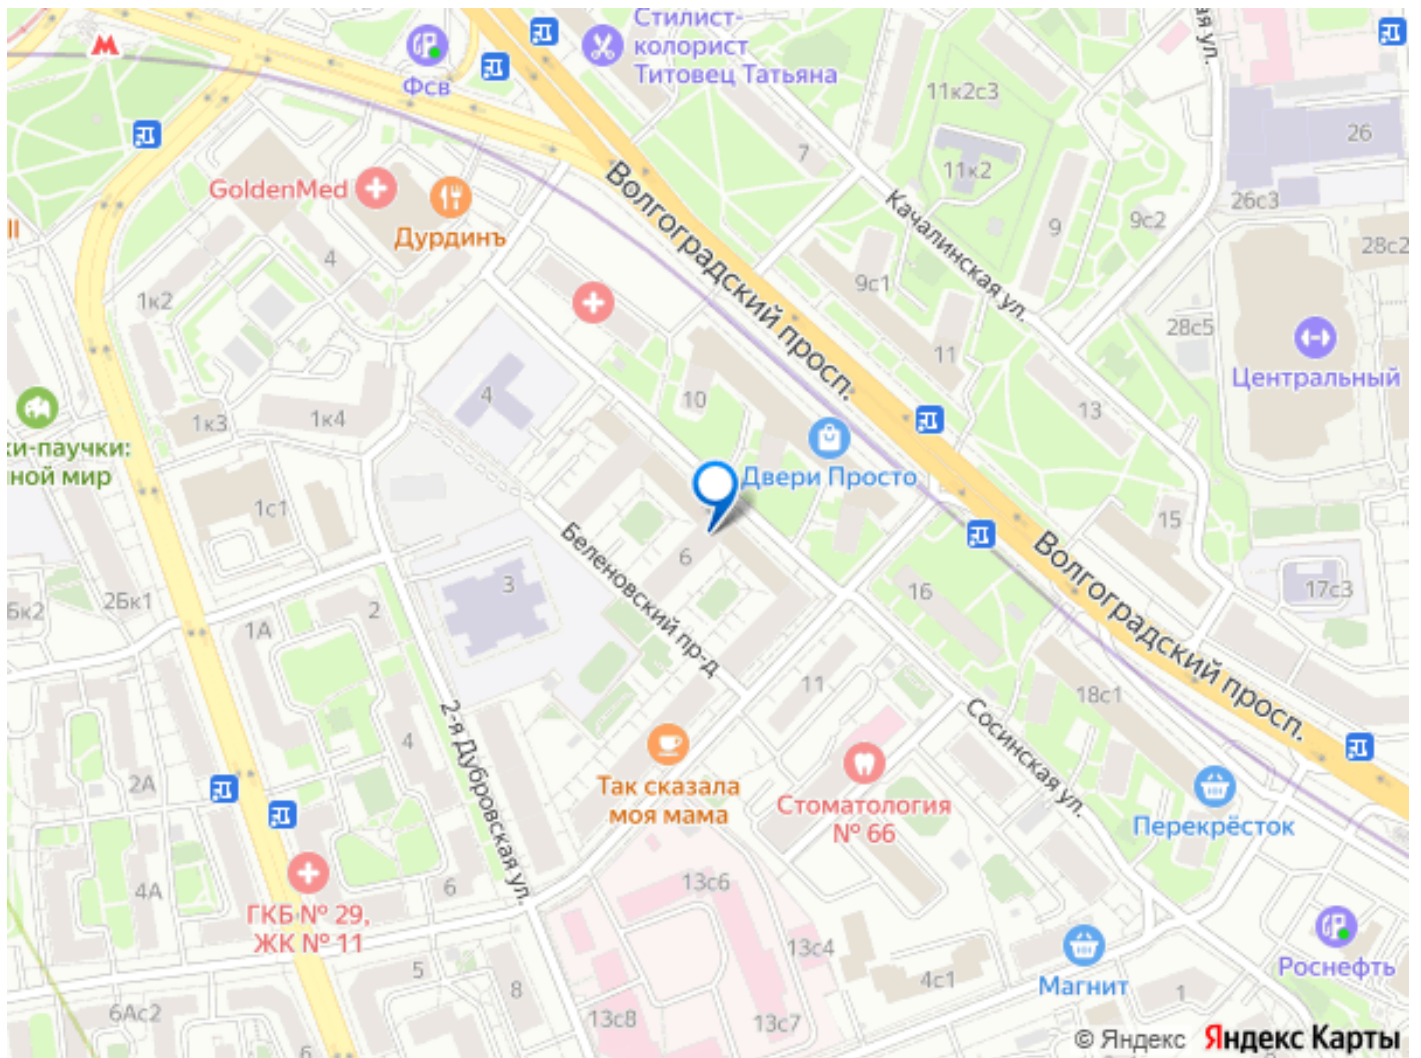 Стилист-
колорист
Титовец Татьяна
ая ул.
Фсв
11к2с3
26
7
11к2
GoldenMed
26с3
Дурдинъ
4
9
9с2
28с2
Волгоградский просп.
Качалинская ул.
1к2
9с1
28с5
11
Центральный
4
10
13
1к3
1к4
ки-паучки:
ной мир
Двери Просто
1с1
15
Беленовский пр-д
6
Волгоградский просп.
3
16
17с3
2Бк1
5к2
2
1А
11
18с1
2-я Дубровская ул.
Сосинская ул.
4
2А
Так сказала
моя мама
Стоматология
№ 66
Перекрёсток
13с6
4А
6
ГКБ № 29,
ЖК № 11
13с4
5
4с1
Магнит
Роснефть
8
1
6Ас2
13с8
13с7
6
© Яндекс Яндекс Карты